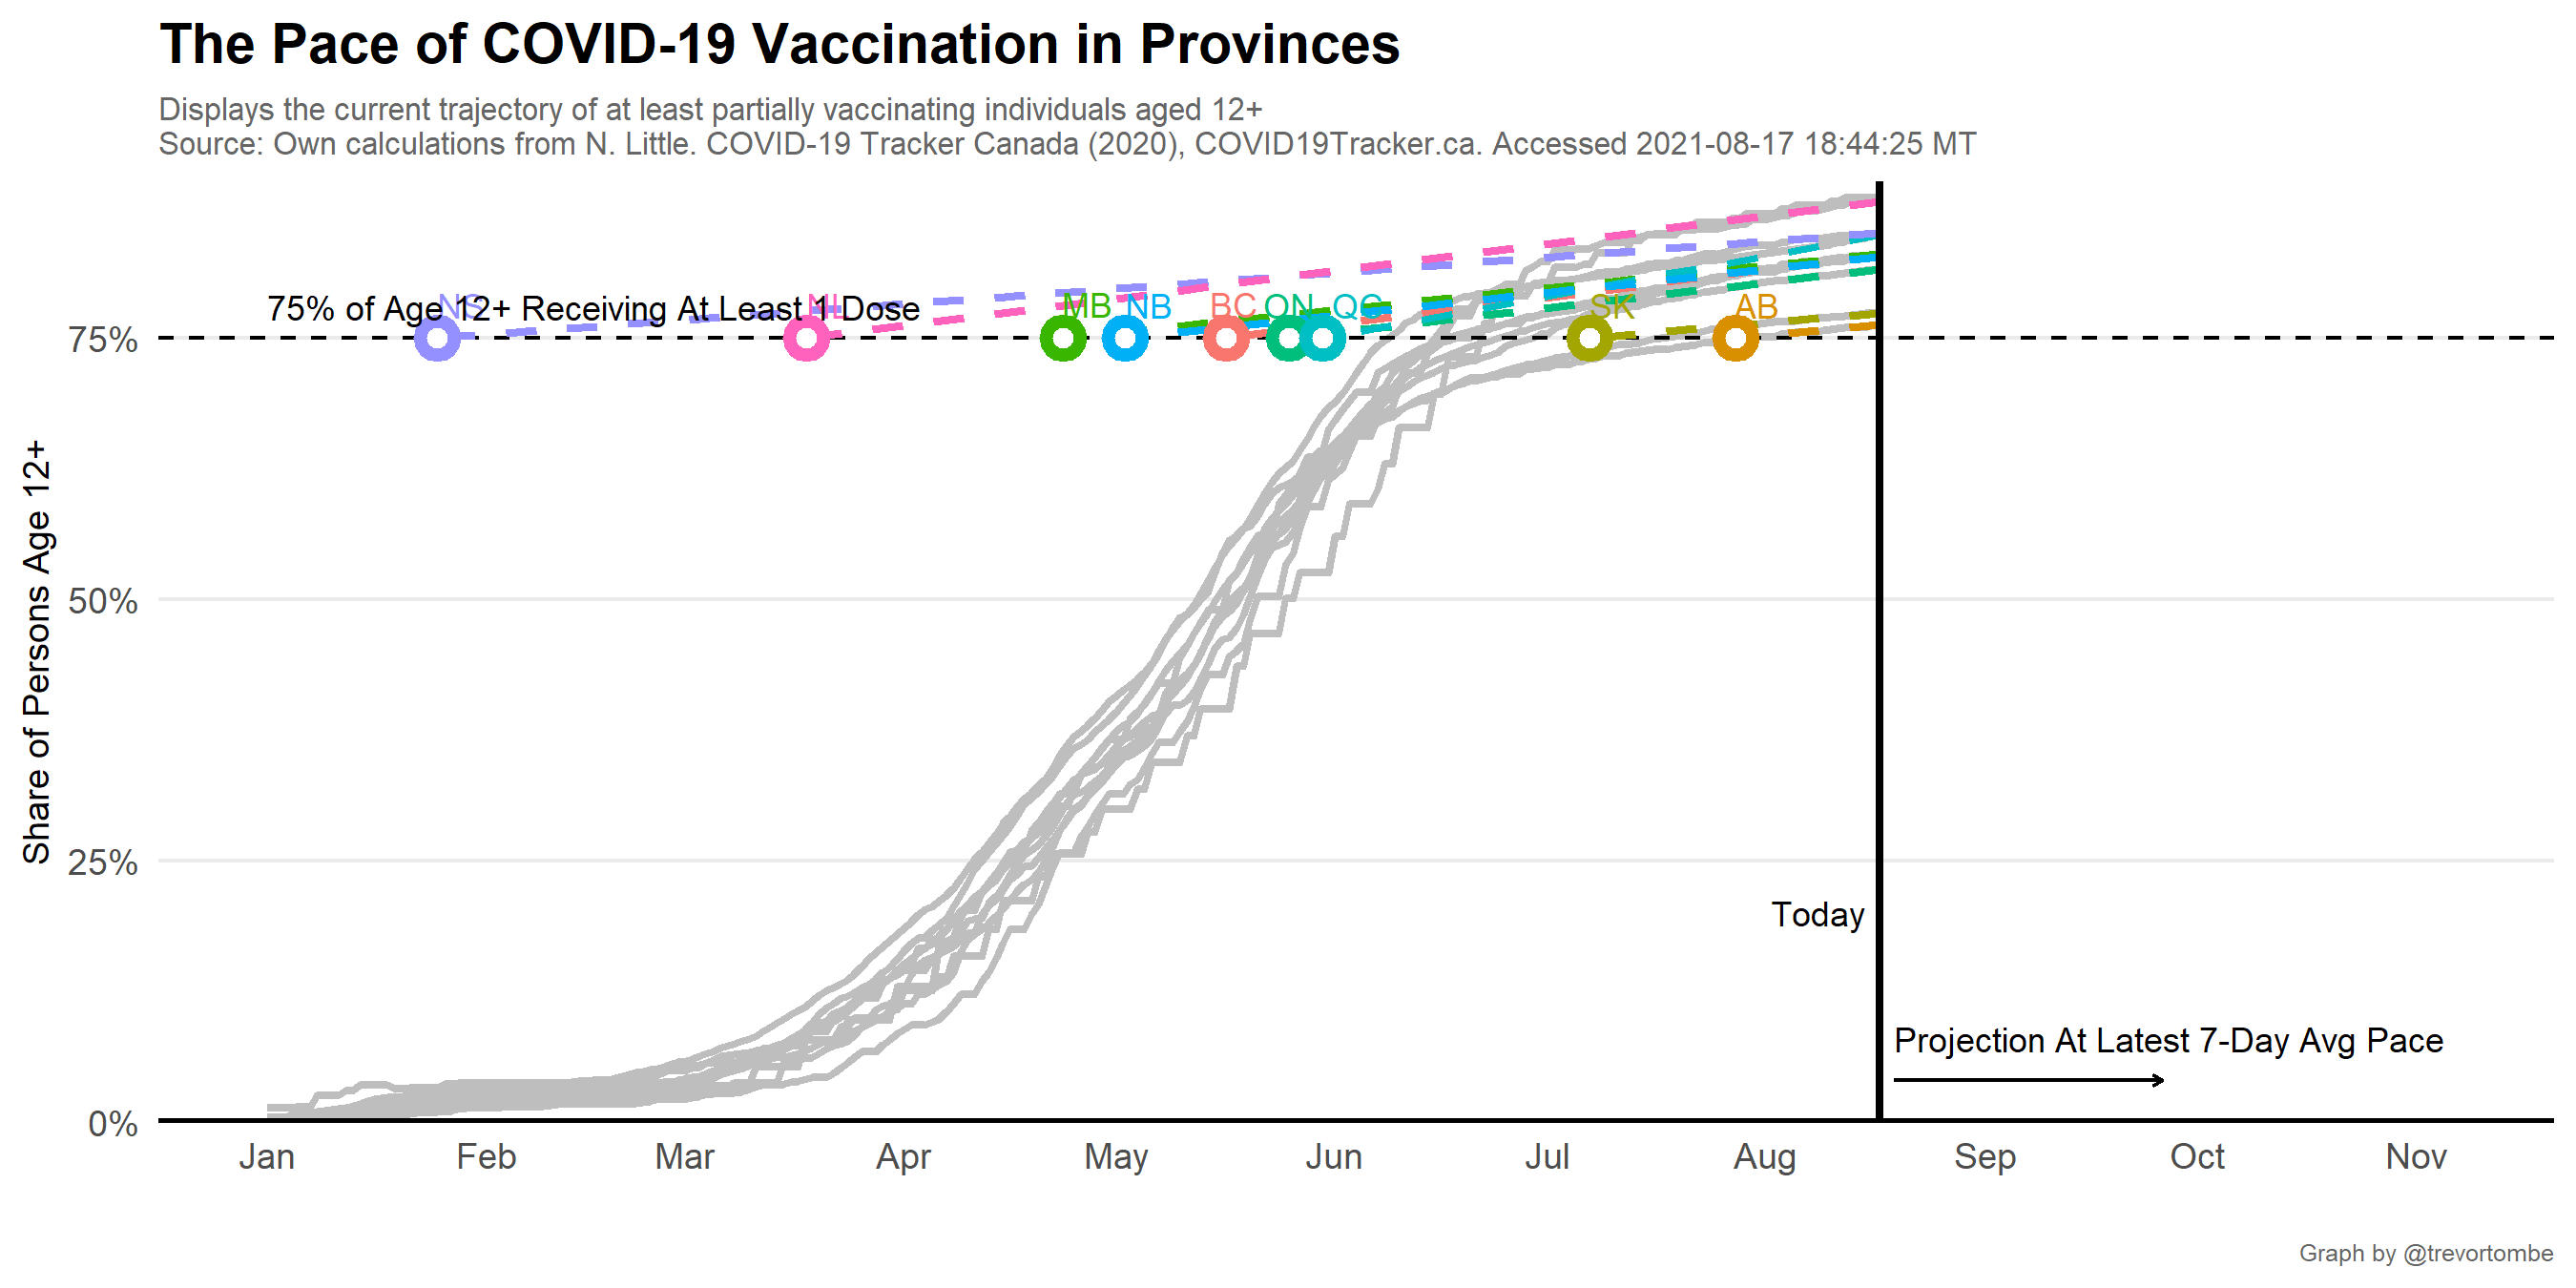 The Pace of COVID-19 Vaccination in Provinces
Displays the current trajectory of at least partially vaccinating individuals aged 12+
Source: Own calculations from N. Little. COVID-19 Tracker Canada (2020), COVID19Tracker.ca. Accessed 2021-08-17 18:44:25 MT
75% of Age 12+ Receiving At Least 1 Dose
NS NL MB NB BC ON QC SK AB
75%
50%
25%
0%
Share of Persons Age 12+
Today
Projection At Latest 7-Day Avg Pace
Jan Feb Mar Apr May Jun Jul Aug Sep Oct Nov
Graph by @trevortombe